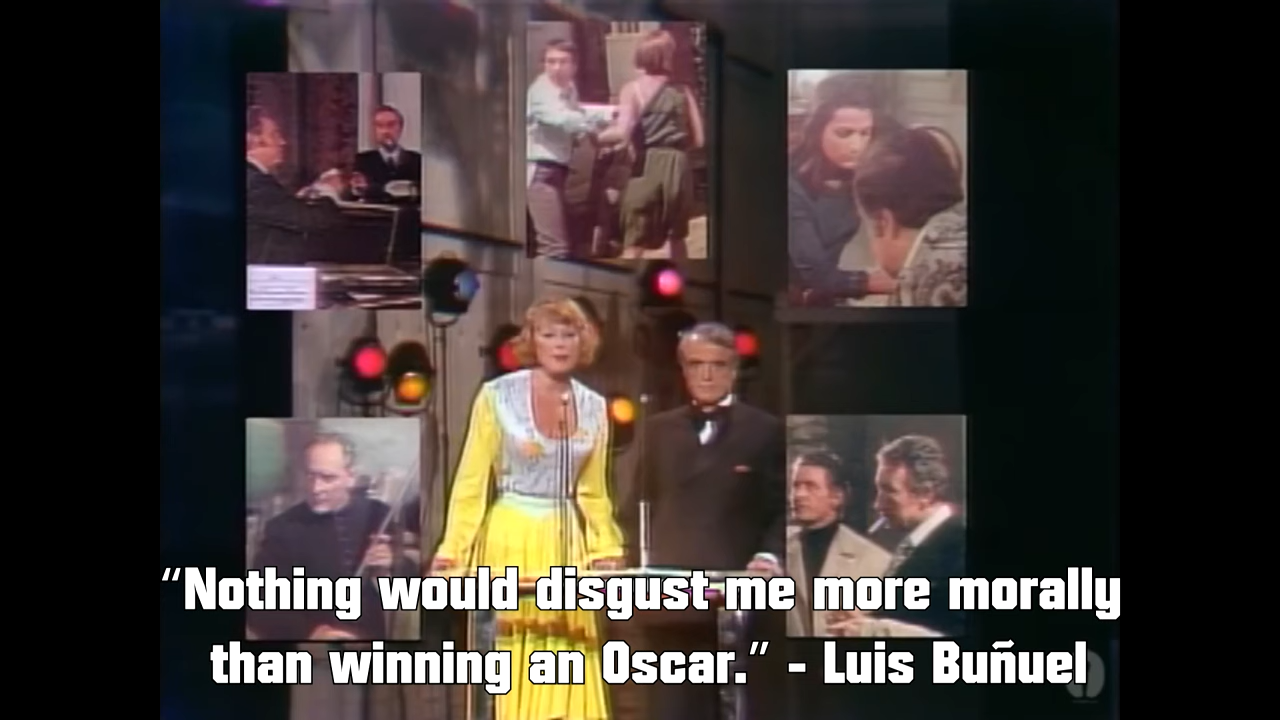 “Nothing would disgust me more morally
than winning an Oscar.” - Luis Buñuel